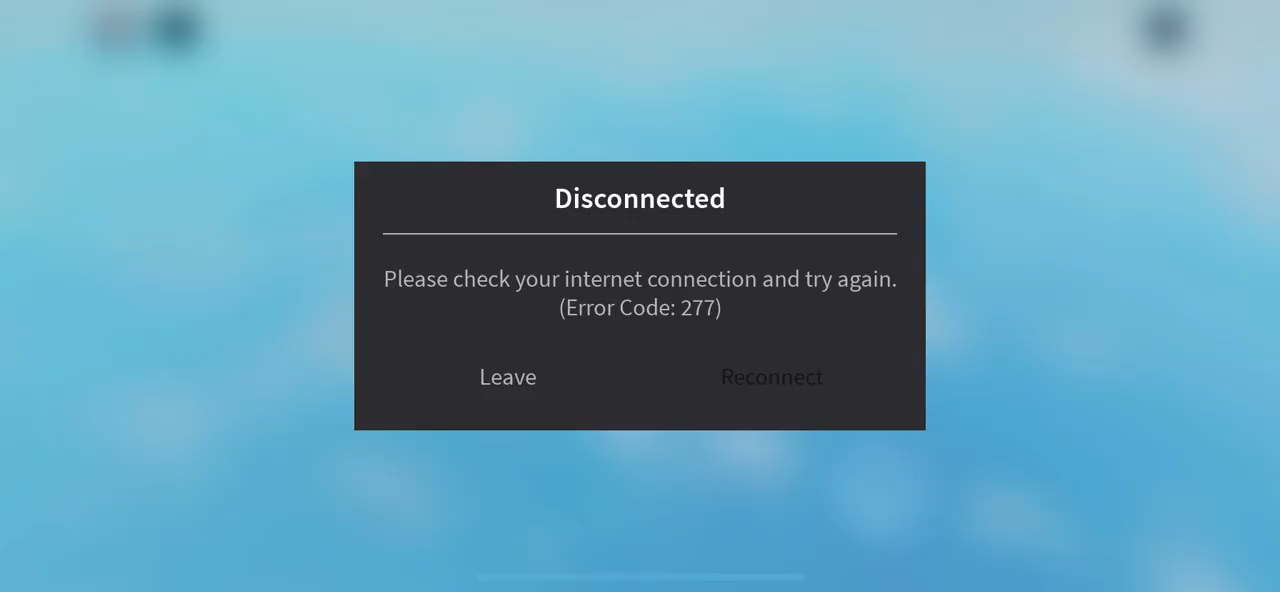 Disconnected
Please check your internet connection and try again.
(Error Code: 277)
Leave
Reconnect